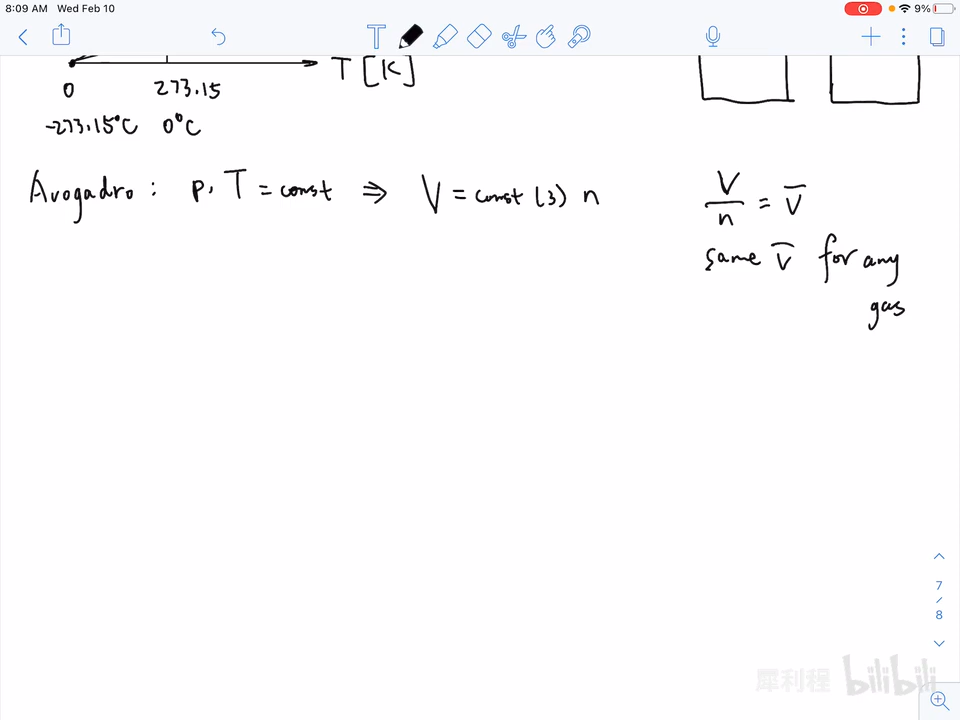 8:09 AM Wed Feb 10
9%
T [K]
0 273.15
-273.15°C 0°C
Avogadro : p, T = const ⇒ V = const (3) n
V/n = V̄
same V̄ for any
gas
7
/
8
犀利程 bilibili